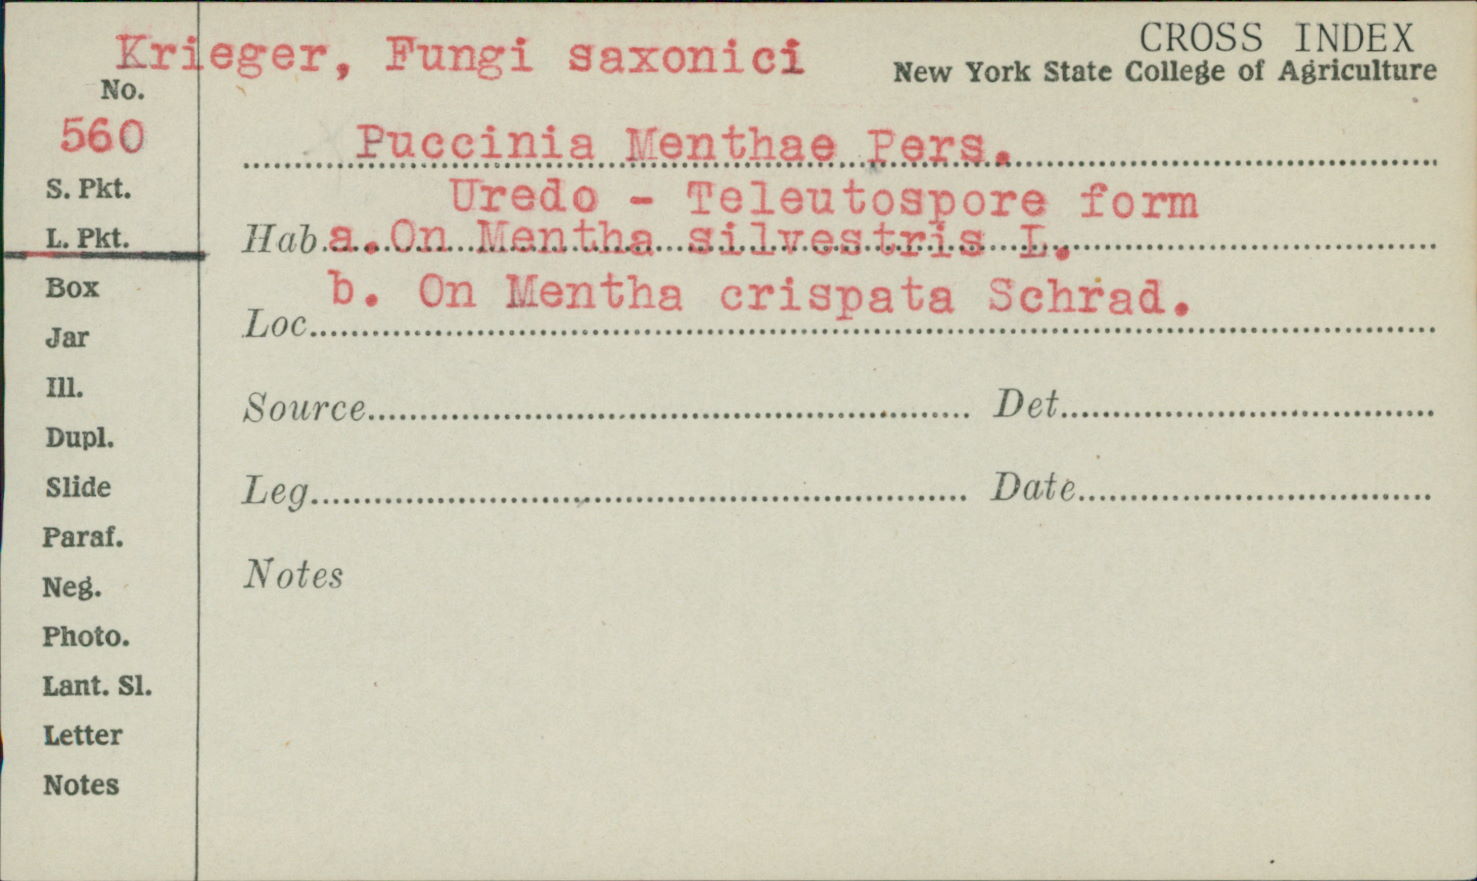 Krieger, Fungi saxonici
CROSS INDEX
New York State College of Agriculture
No.
560
Puccinia Menthae Pers.
Uredo - Teleutospore form
S. Pkt.
L. Pkt.
Hab. a. On Mentha silvestris L.
b. On Mentha crispata Schrad.
Box
Loc.
Jar
Ill.
Source
Det.
Dupl.
Slide
Leg.
Date
Paraf.
Neg.
Notes
Photo.
Lant. Sl.
Letter
Notes